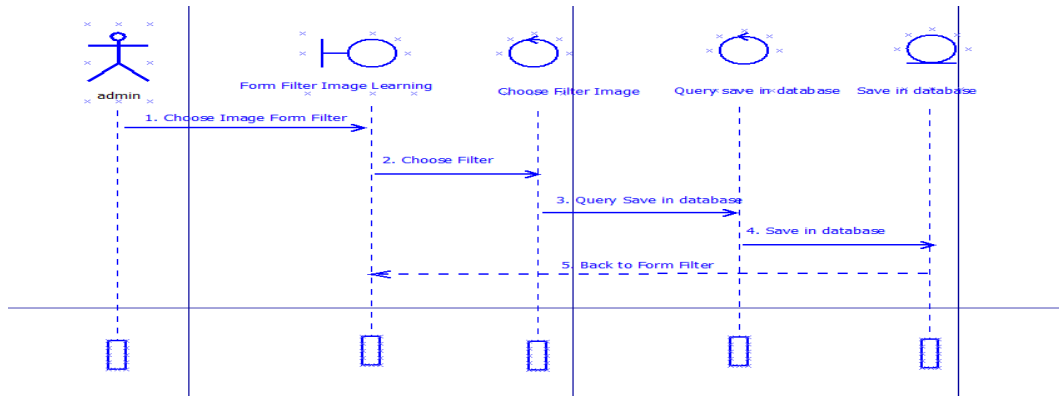 admin
Form Filter Image Learning
Choose Filter Image
Query save in database
Save in database
1. Choose Image Form Filter
2. Choose Filter
3. Query Save in database
4. Save in database
5. Back to Form Filter